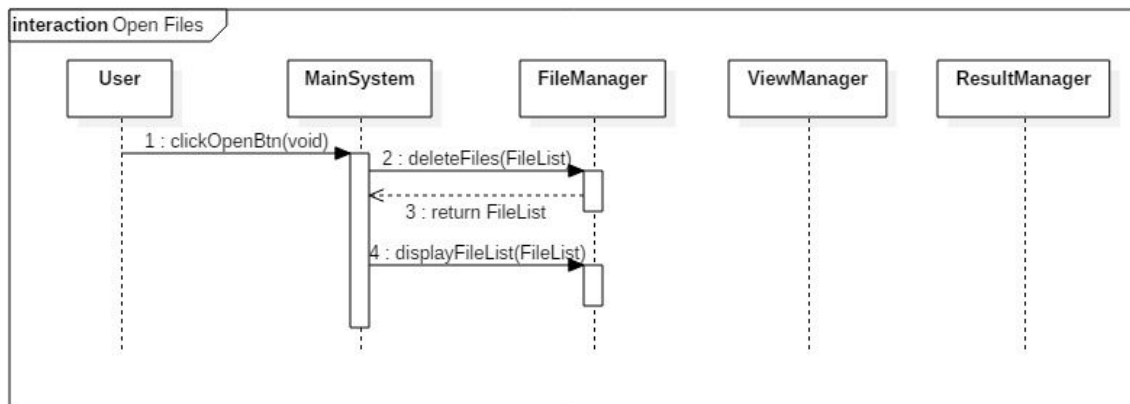 interaction Open Files
User
MainSystem
FileManager
ViewManager
ResultManager
1 : clickOpenBtn(void)
2 : deleteFiles(FileList)
3 : return FileList
4 : displayFileList(FileList)